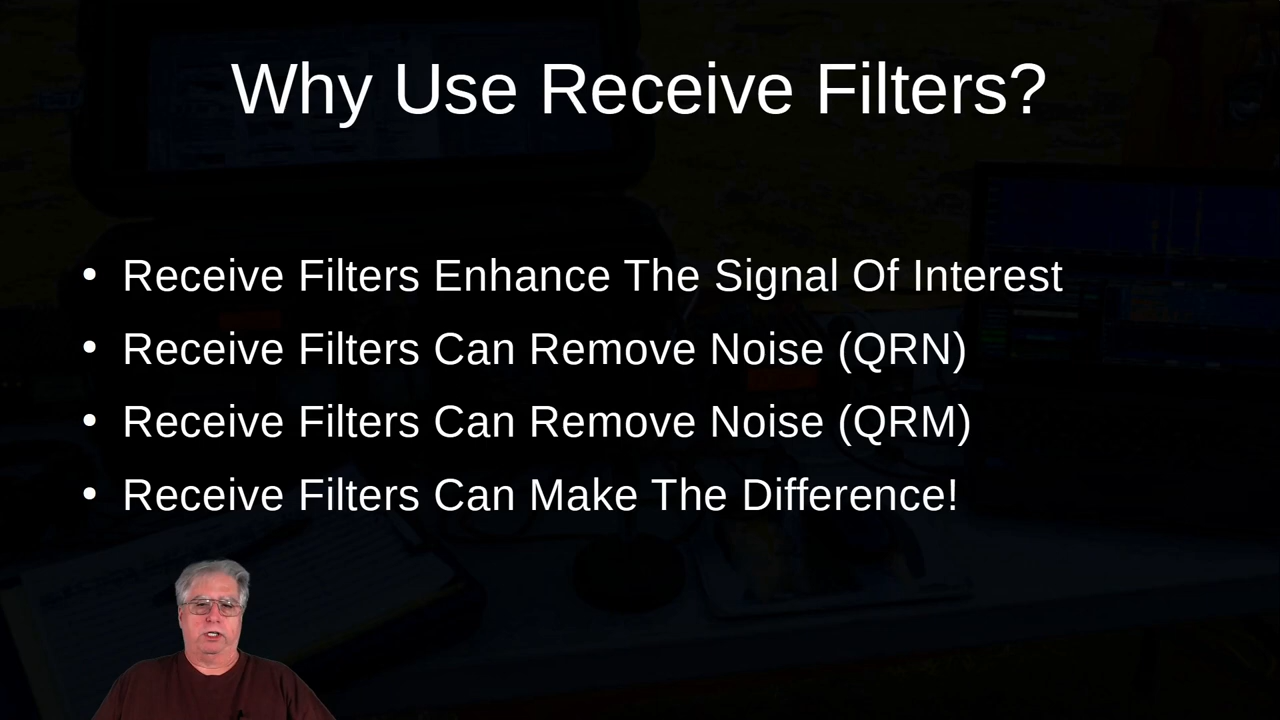 Why Use Receive Filters?
• Receive Filters Enhance The Signal Of Interest
• Receive Filters Can Remove Noise (QRN)
• Receive Filters Can Remove Noise (QRM)
• Receive Filters Can Make The Difference!